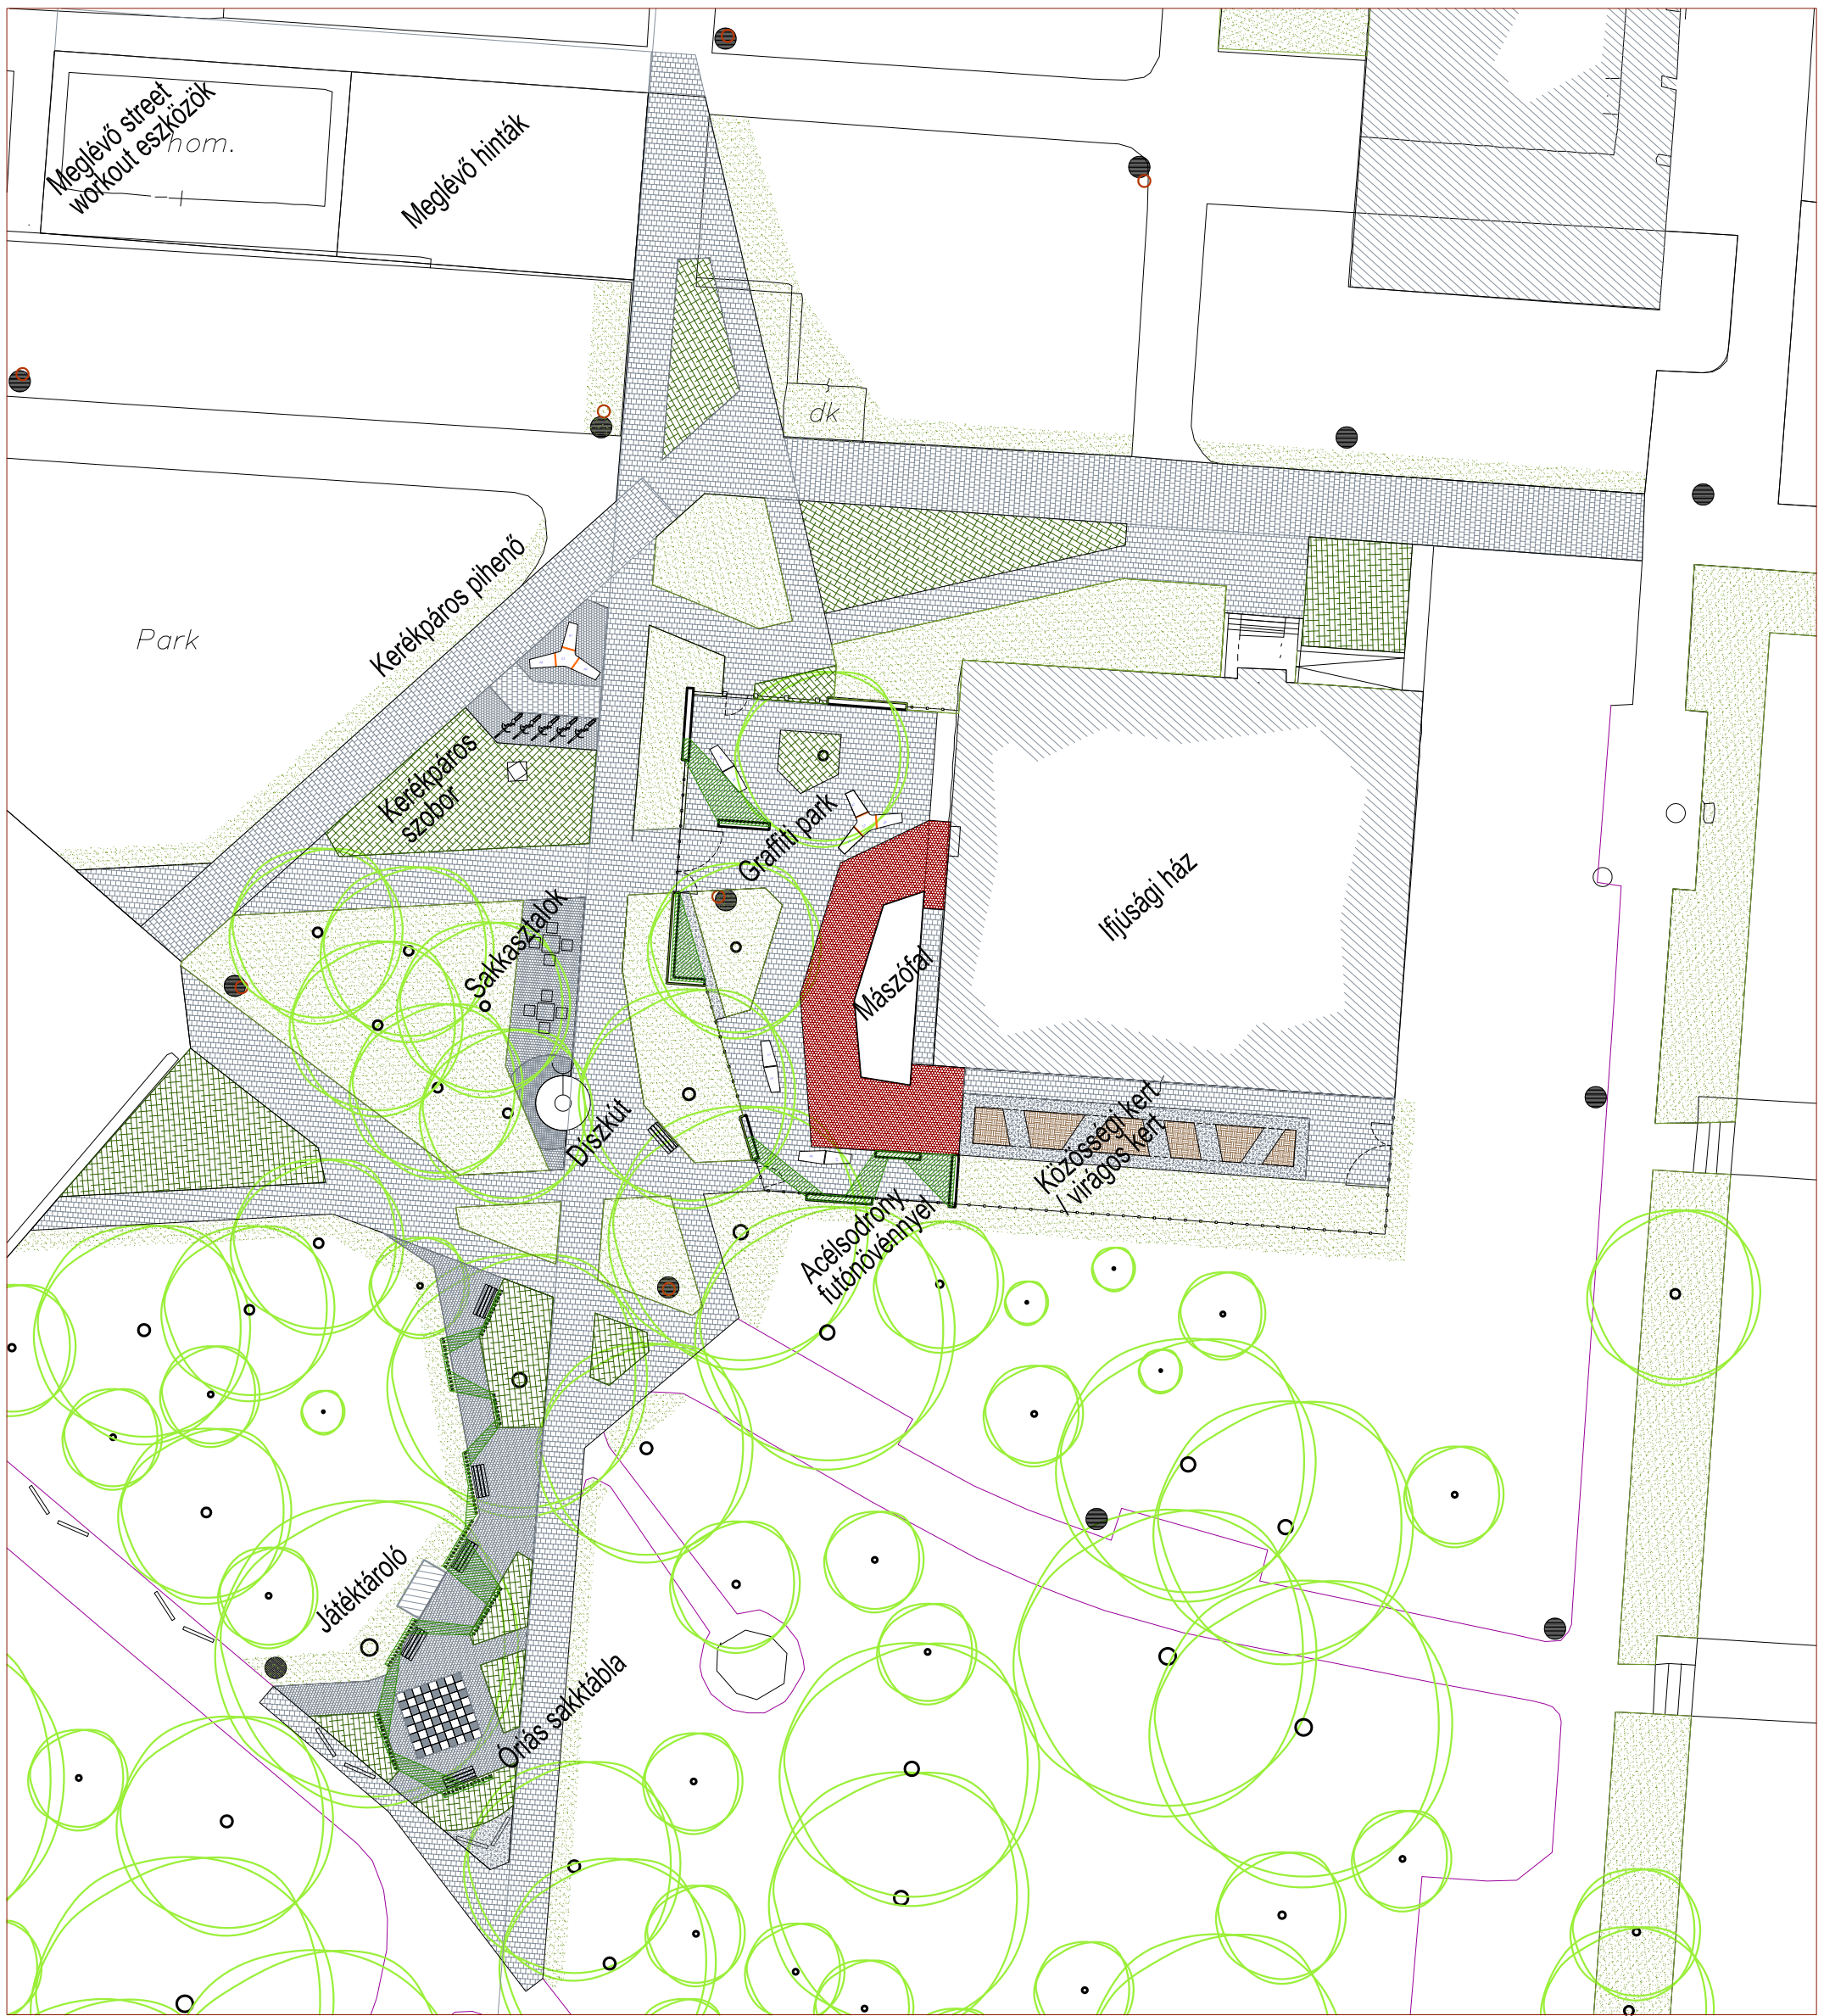 Meglévő street
workout eszközök
hom.
Meglévő hinták
dk
Kerékpáros pihenő
Park
Kerékpáros
szobor
Graffiti park
Ifjúsági ház
Sakkasztalok
Mászófal
Díszkút
Közösségi kert
/ virágos kert
Acélsodrony
futónövénnyel
Játéktároló
Óriás sakktábla